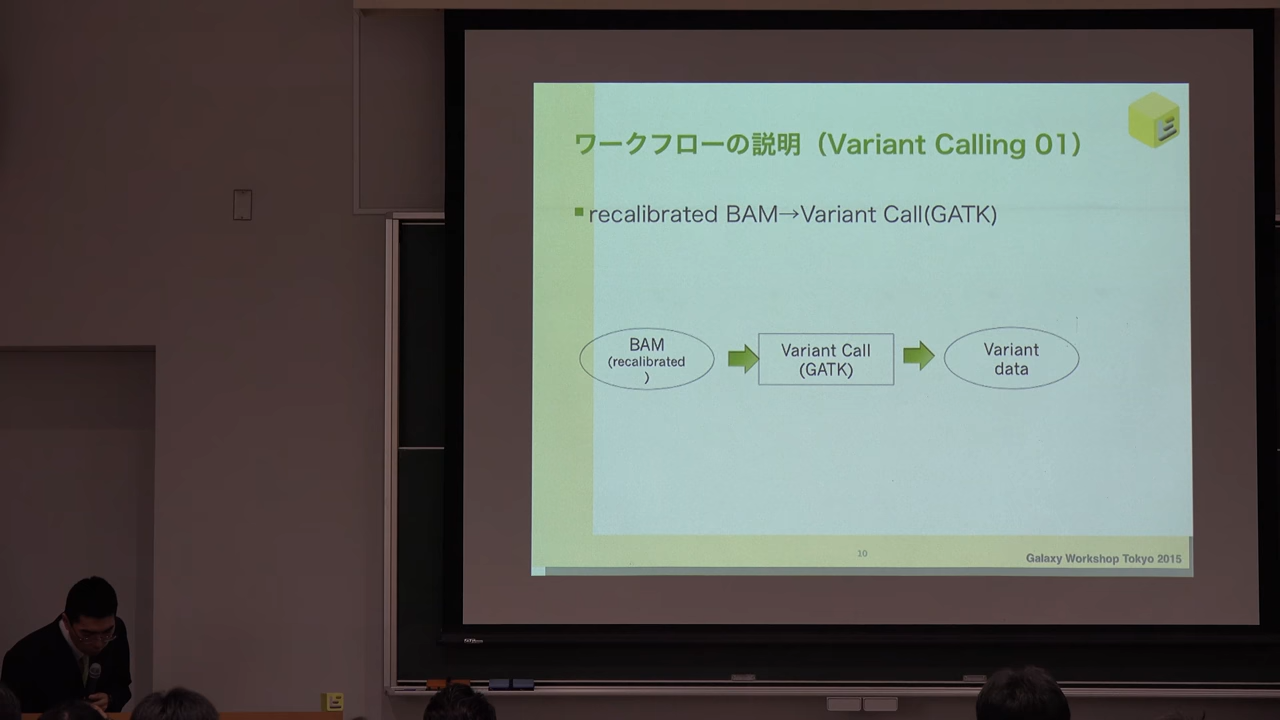 ワークフローの説明（Variant Calling 01）
recalibrated BAM→Variant Call(GATK)
BAM
(recalibrated
)
Variant Call
(GATK)
Variant
data
10
Galaxy Workshop Tokyo 2015